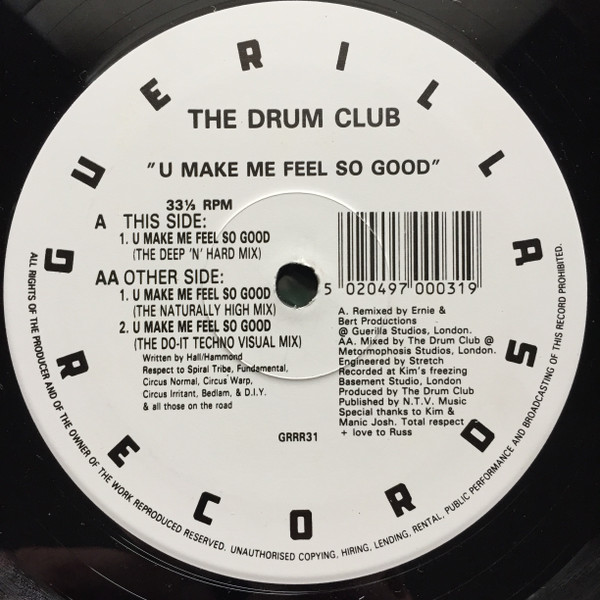 GUERILLA RECORDS
THE DRUM CLUB
"U MAKE ME FEEL SO GOOD"
33⅓ RPM
A THIS SIDE:
1. U MAKE ME FEEL SO GOOD
(THE DEEP 'N' HARD MIX)
AA OTHER SIDE:
1. U MAKE ME FEEL SO GOOD
(THE NATURALLY HIGH MIX)
2. U MAKE ME FEEL SO GOOD
(THE DO-IT TECHNO VISUAL MIX)
Written by Hall/Hammond
Respect to Spiral Tribe, Fundamental,
Circus Normal, Circus Warp,
Circus Irritant, Bedlam, & D.I.Y.
& all those on the road
5 020497 000319
A. Remixed by Ernie &
Bert Productions
@ Guerilla Studios, London.
AA. Mixed by The Drum Club @
Metormophosis Studios, London.
Engineered by Stretch
Recorded at Kim's freezing
Basement Studio, London
Produced by The Drum Club
Published by N.T.V. Music
Special thanks to Kim &
Manic Josh. Total respect
+ love to Russ
GRRR31
ALL RIGHTS OF THE PRODUCER AND OF THE OWNER OF THE WORK REPRODUCED RESERVED. UNAUTHORISED COPYING, HIRING, LENDING, RENTAL, PUBLIC PERFORMANCE AND BROADCASTING OF THIS RECORD PROHIBITED.